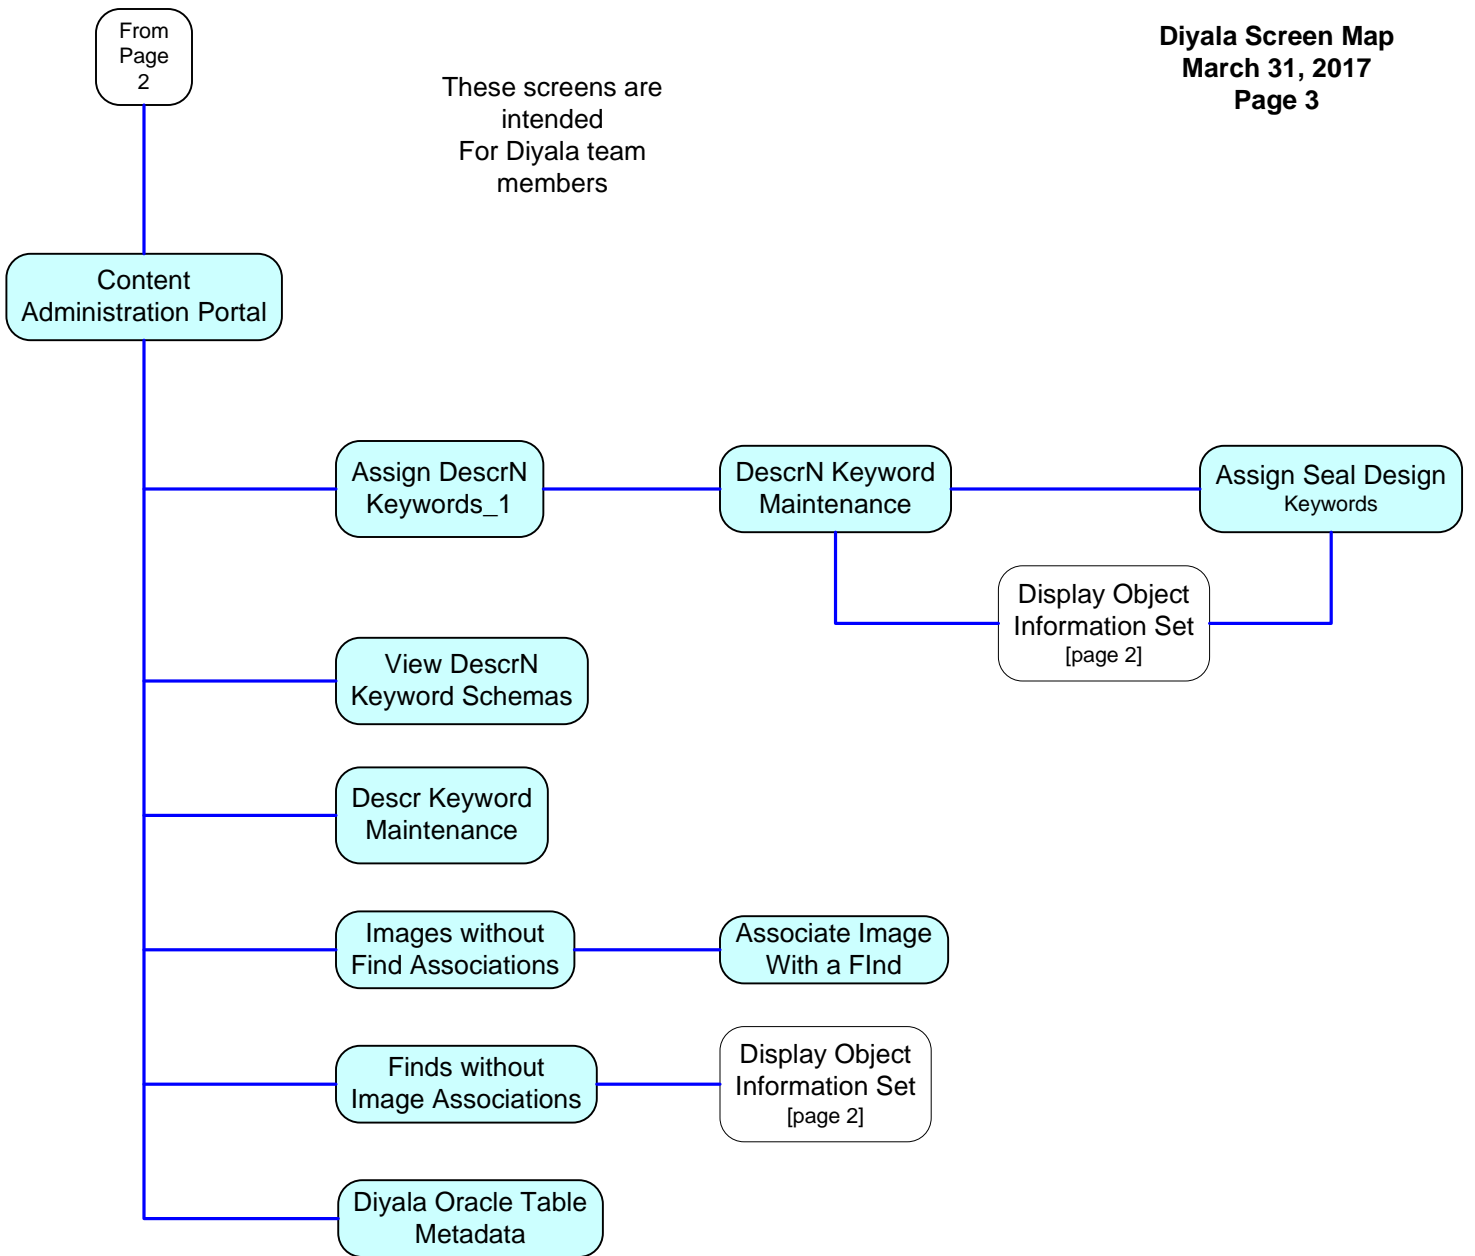 From
Page
2
These screens are
intended
For Diyala team
members
Diyala Screen Map
March 31, 2017
Page 3
Content
Administration Portal
Assign DescrN
Keywords_1
DescrN Keyword
Maintenance
Assign Seal Design
Keywords
Display Object
Information Set
[page 2]
View DescrN
Keyword Schemas
Descr Keyword
Maintenance
Images without
Find Associations
Associate Image
With a FInd
Finds without
Image Associations
Display Object
Information Set
[page 2]
Diyala Oracle Table
Metadata